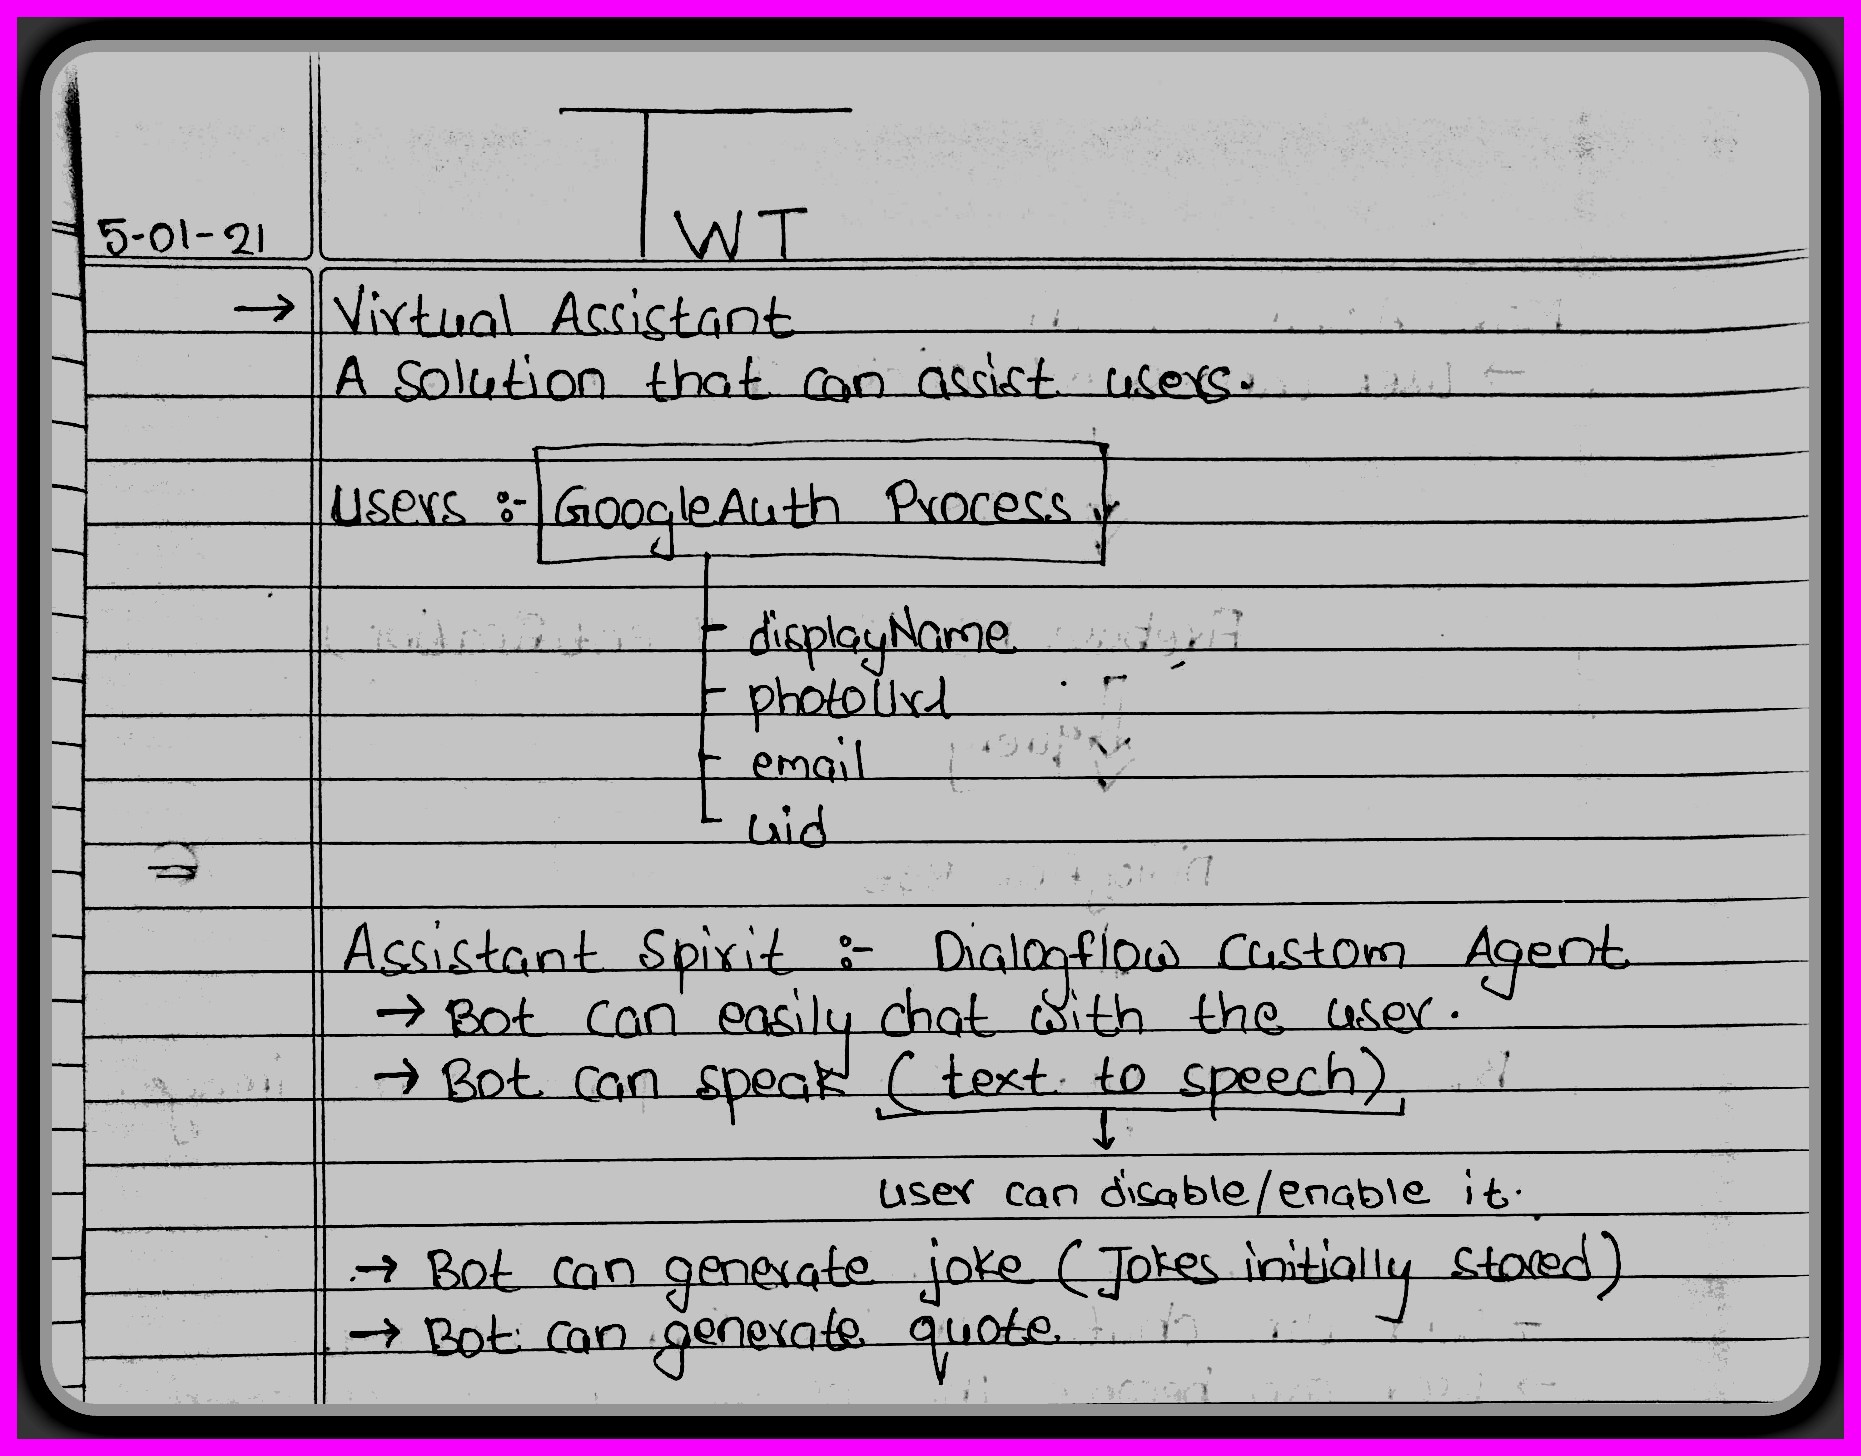 5-01-21
TWT
→ Virtual Assistant
A solution that can assist users.
Users :- GoogleAuth Process
displayName
photoUrl
email
uid
⇒
Assistant Spirit :- Dialogflow Custom Agent
→ Bot can easily chat with the user.
→ Bot can speak (text to speech)
↓
user can disable/enable it.
→ Bot can generate joke (Jokes initially stored)
→ Bot can generate quote